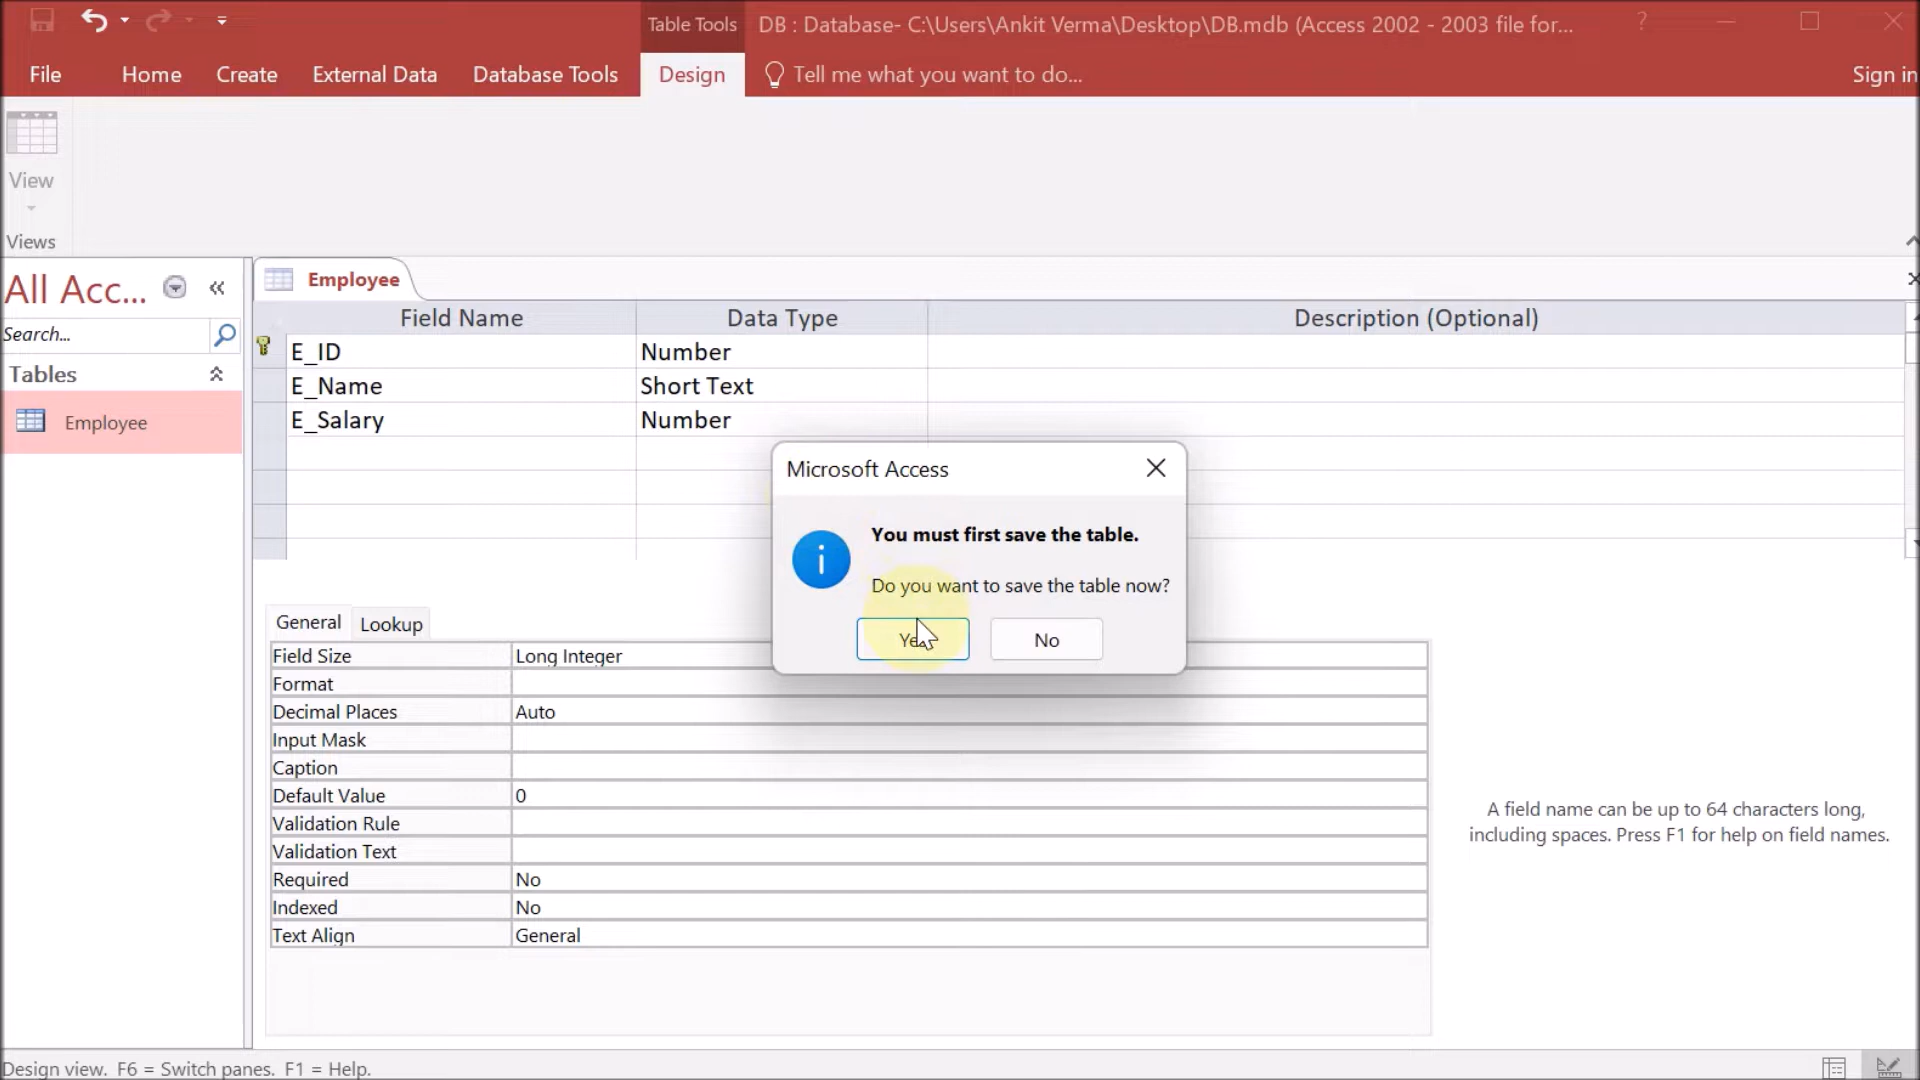 Table Tools
DB : Database- C:\Users\Ankit Verma\Desktop\DB.mdb (Access 2002 - 2003 file for...
?
File
Home
Create
External Data
Database Tools
Design
Tell me what you want to do...
Sign in
View
Views
All Acc...
Search...
Tables
Employee
Employee
Field Name Data Type Description (Optional)
E_ID Number
E_Name Short Text
E_Salary Number
Microsoft Access
You must first save the table.
Do you want to save the table now?
No
General Lookup
Field Size Long Integer
Format
Decimal Places Auto
Input Mask
Caption
Default Value 0
Validation Rule
Validation Text
Required No
Indexed No
Text Align General
A field name can be up to 64 characters long,
including spaces. Press F1 for help on field names.
Design view. F6 = Switch panes. F1 = Help.